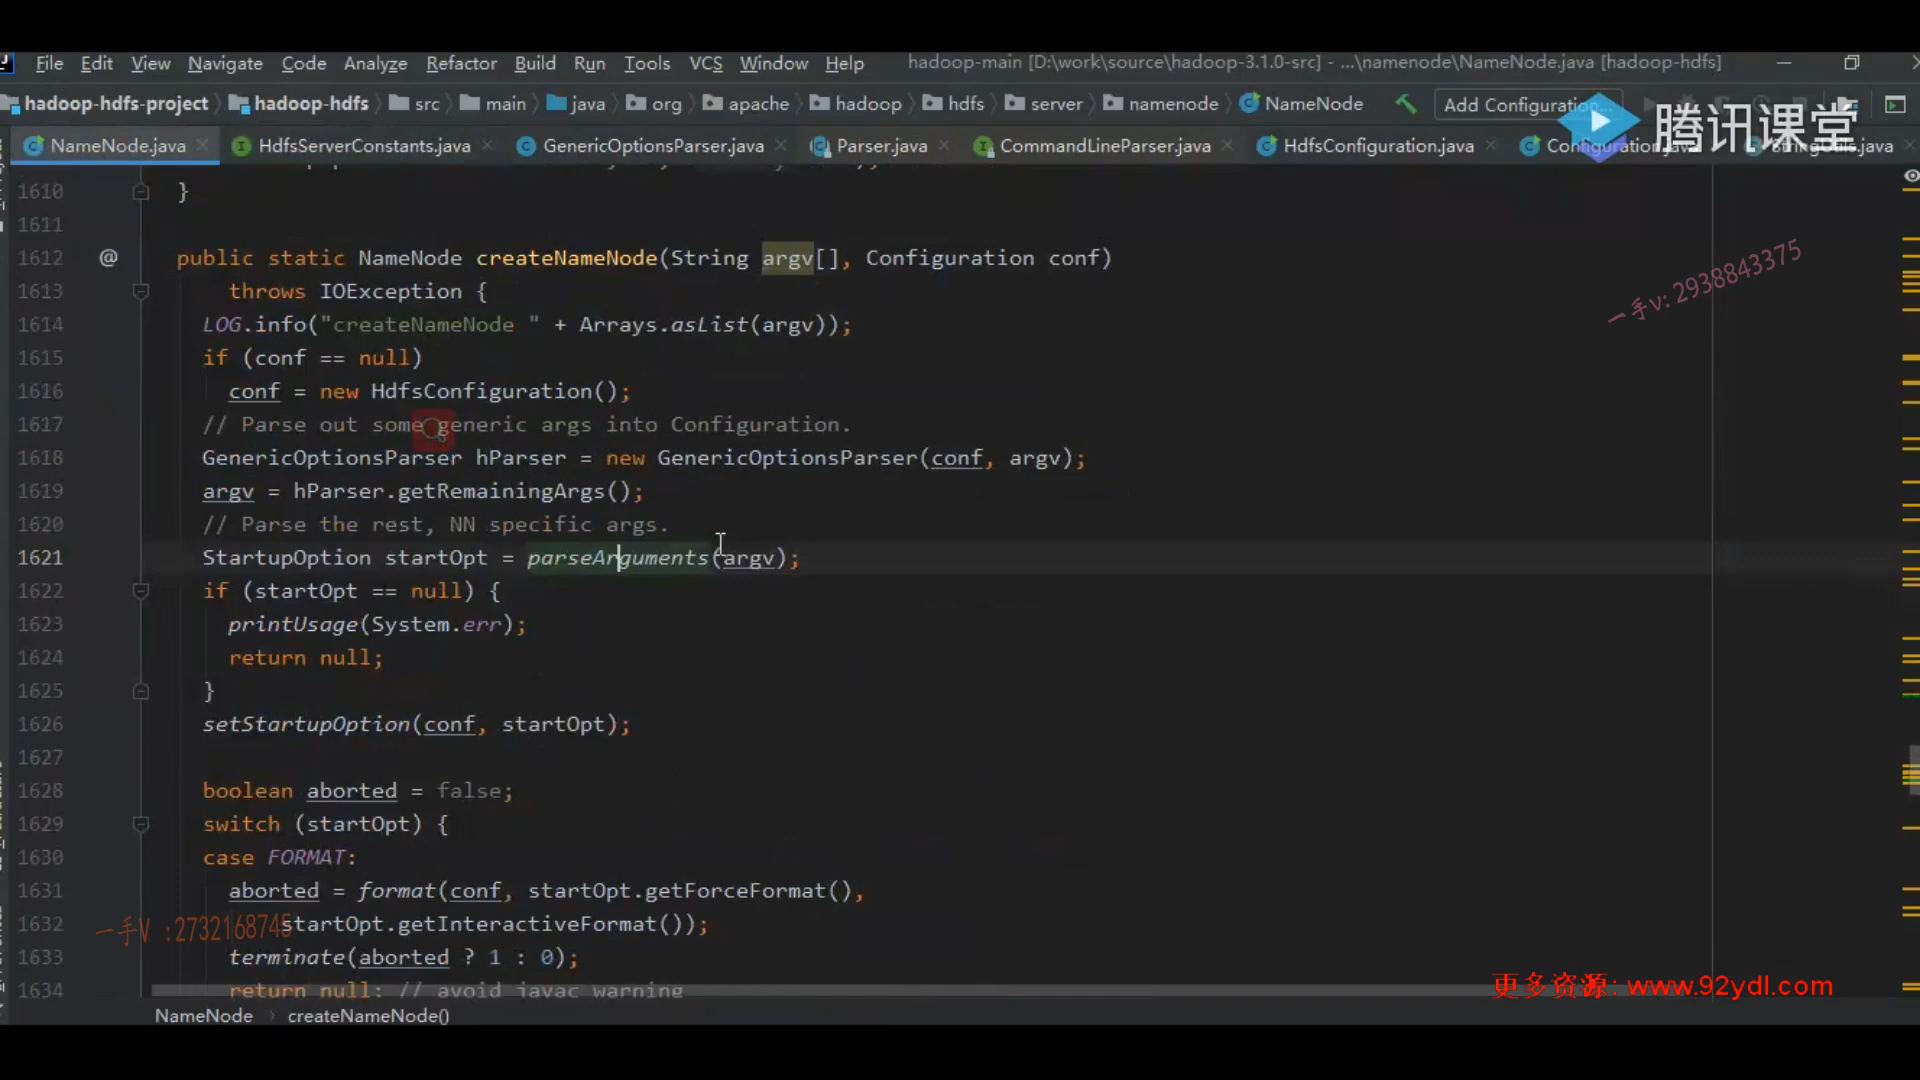 File Edit View Navigate Code Analyze Refactor Build Run Tools VCS Window Help hadoop-main [D:\work\source\hadoop-3.1.0-src] - ...\namenode\NameNode.java [hadoop-hdfs]
hadoop-hdfs-project hadoop-hdfs src main java org apache hadoop hdfs server namenode NameNode Add Configuration...
腾讯课堂
NameNode.java HdfsServerConstants.java GenericOptionsParser.java Parser.java CommandLineParser.java HdfsConfiguration.java Configuration.java StringUtils.java
1610 }
1611
1612 @ public static NameNode createNameNode(String argv[], Configuration conf)
1613 throws IOException {
1614 LOG.info("createNameNode " + Arrays.asList(argv));
1615 if (conf == null)
1616 conf = new HdfsConfiguration();
1617 // Parse out some generic args into Configuration.
1618 GenericOptionsParser hParser = new GenericOptionsParser(conf, argv);
1619 argv = hParser.getRemainingArgs();
1620 // Parse the rest, NN specific args.
1621 StartupOption startOpt = parseArguments(argv);
1622 if (startOpt == null) {
1623 printUsage(System.err);
1624 return null;
1625 }
1626 setStartupOption(conf, startOpt);
1627
1628 boolean aborted = false;
1629 switch (startOpt) {
1630 case FORMAT:
1631 aborted = format(conf, startOpt.getForceFormat(),
1632 startOpt.getInteractiveFormat());
1633 terminate(aborted ? 1 : 0);
1634 return null; // avoid javac warning
一手v:2938843375
一手V :2732168745
更多资源: www.92ydl.com
NameNode createNameNode()